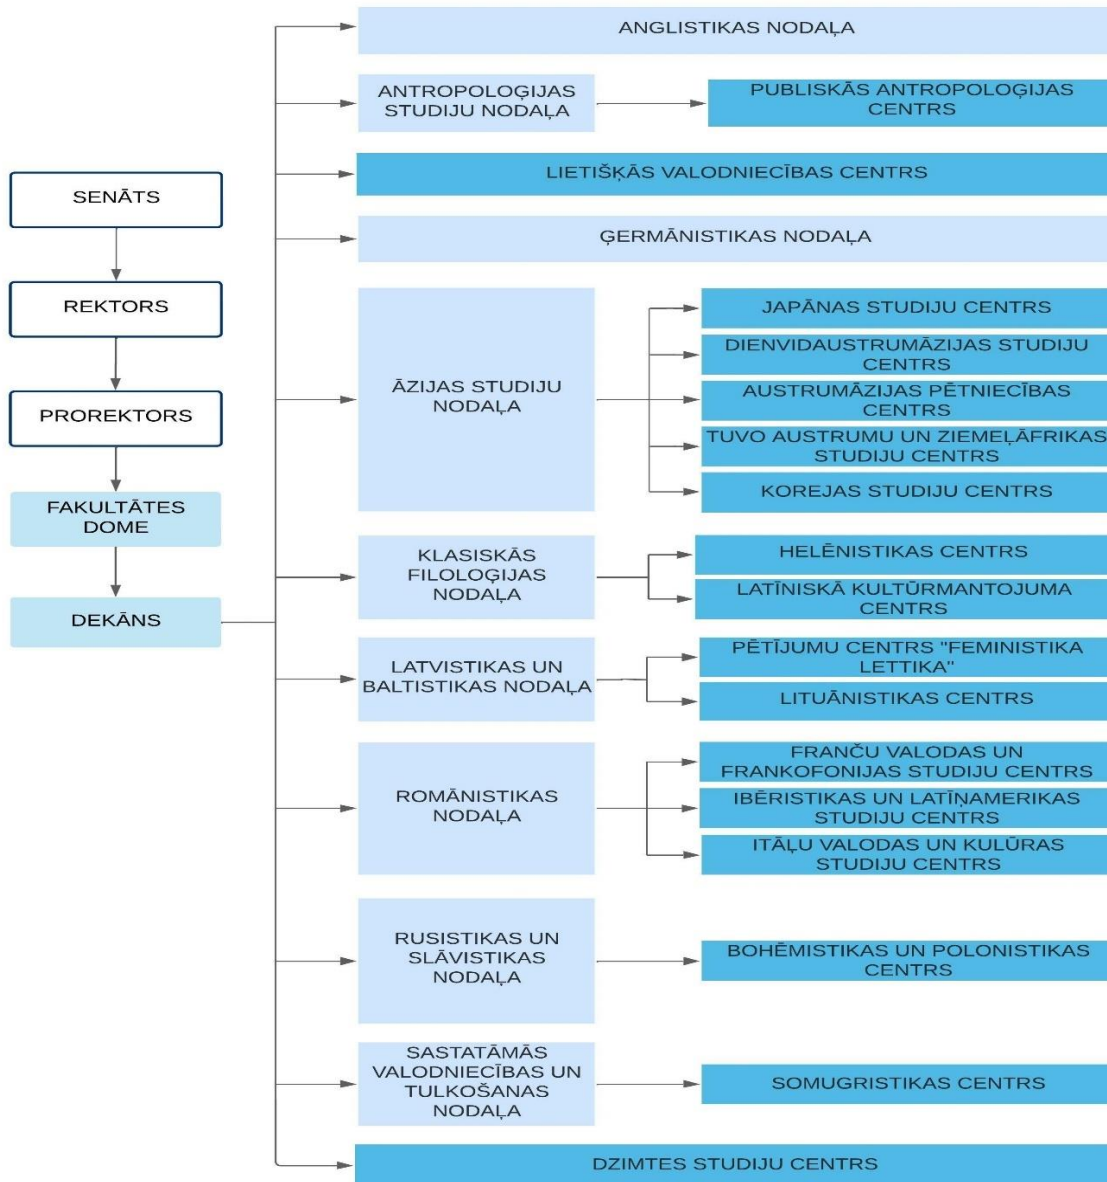 SENĀTS
REKTORS
PROREKTORS
FAKULTĀTES
DOME
DEKĀNS
ANGLISTIKAS NODAĻA
ANTROPOLOĢIJAS
STUDIJU NODAĻA
PUBLISKĀS ANTROPOLOĢIJAS
CENTRS
LIETIŠĶĀS VALODNIECĪBAS CENTRS
ĢERMĀNISTIKAS NODAĻA
ĀZIJAS STUDIJU
NODAĻA
JAPĀNAS STUDIJU CENTRS
DIENVIDAUSTRUMĀZIJAS STUDIJU
CENTRS
AUSTRUMĀZIJAS PĒTNIECĪBAS
CENTRS
TUVO AUSTRUMU UN ZIEMEĻĀFRIKAS
STUDIJU CENTRS
KOREJAS STUDIJU CENTRS
KLASISKĀS
FILOLOĢIJAS
NODAĻA
HELĒNISTIKAS CENTRS
LATĪNISKĀ KULTŪRMANTOJUMA
CENTRS
LATVISTIKAS UN
BALTISTIKAS NODAĻA
PĒTĪJUMU CENTRS "FEMINISTIKA
LETTIKA"
LITUĀNISTIKAS CENTRS
ROMĀNISTIKAS
NODAĻA
FRANČU VALODAS UN
FRANKOFONIJAS STUDIJU CENTRS
IBĒRISTIKAS UN LATĪŅAMERIKAS
STUDIJU CENTRS
ITĀĻU VALODAS UN KULŪRAS
STUDIJU CENTRS
RUSISTIKAS UN
SLĀVISTIKAS
NODAĻA
BOHĒMISTIKAS UN POLONISTIKAS
CENTRS
SASTATĀMĀS
VALODNIECĪBAS UN
TULKOŠANAS
NODAĻA
SOMUGRISTIKAS CENTRS
DZIMTES STUDIJU CENTRS